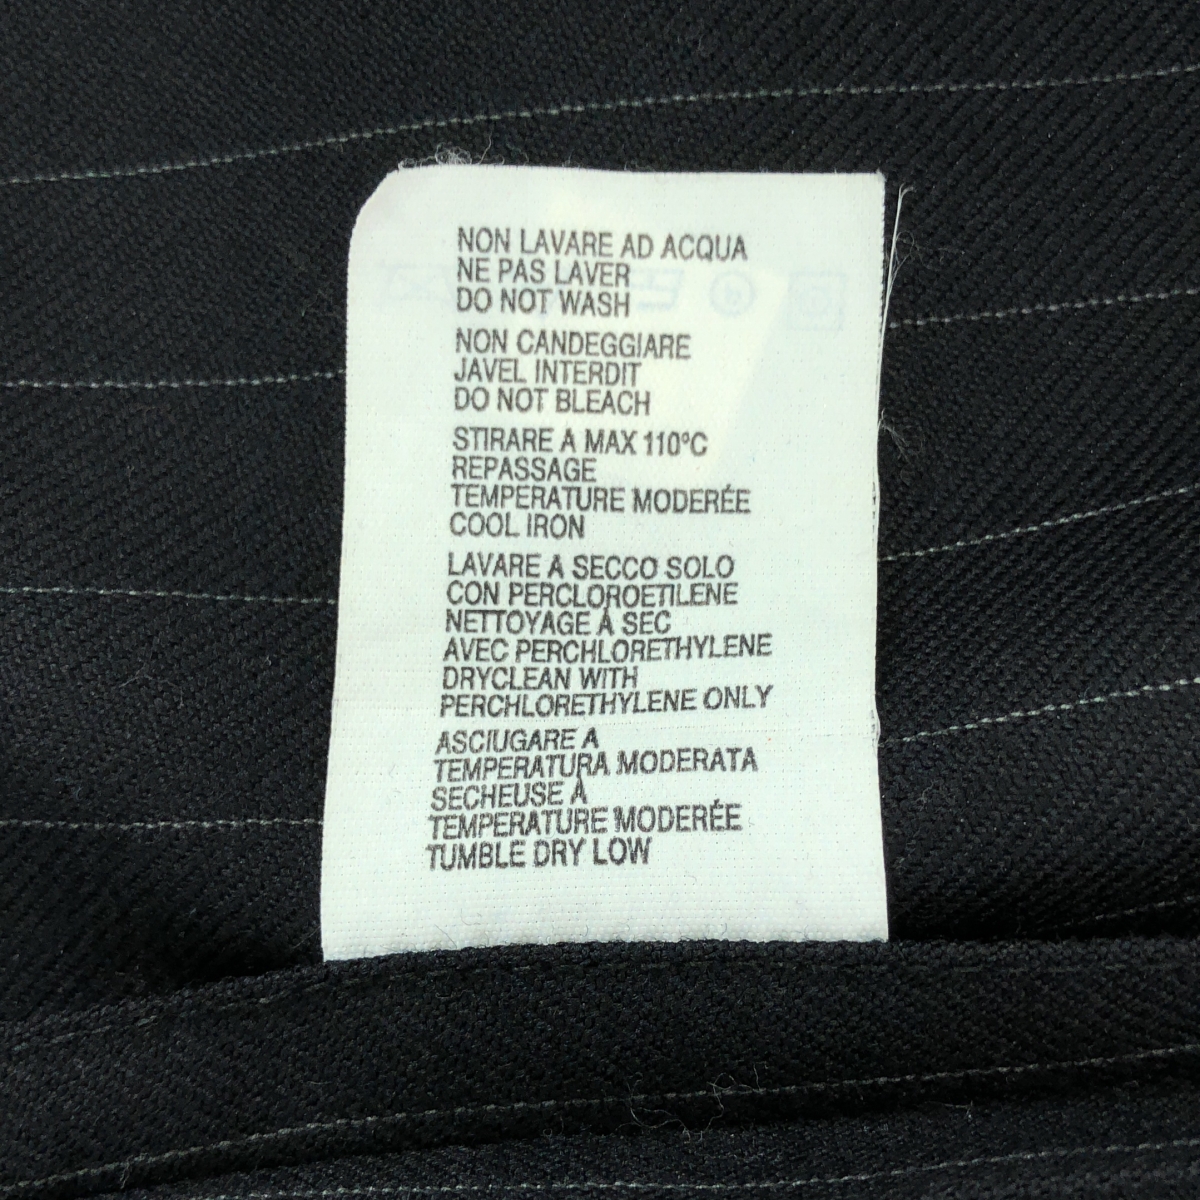 NON LAVARE AD ACQUA
NE PAS LAVER
DO NOT WASH
NON CANDEGGIARE
JAVEL INTERDIT
DO NOT BLEACH
STIRARE A MAX 110°C
REPASSAGE
TEMPERATURE MODERÉE
COOL IRON
LAVARE A SECCO SOLO
CON PERCLOROETILENE
NETTOYAGE À SEC
AVEC PERCHLORETHYLENE
DRYCLEAN WITH
PERCHLORETHYLENE ONLY
ASCIUGARE A
TEMPERATURA MODERATA
SECHEUSE À
TEMPERATURE MODERÉE
TUMBLE DRY LOW